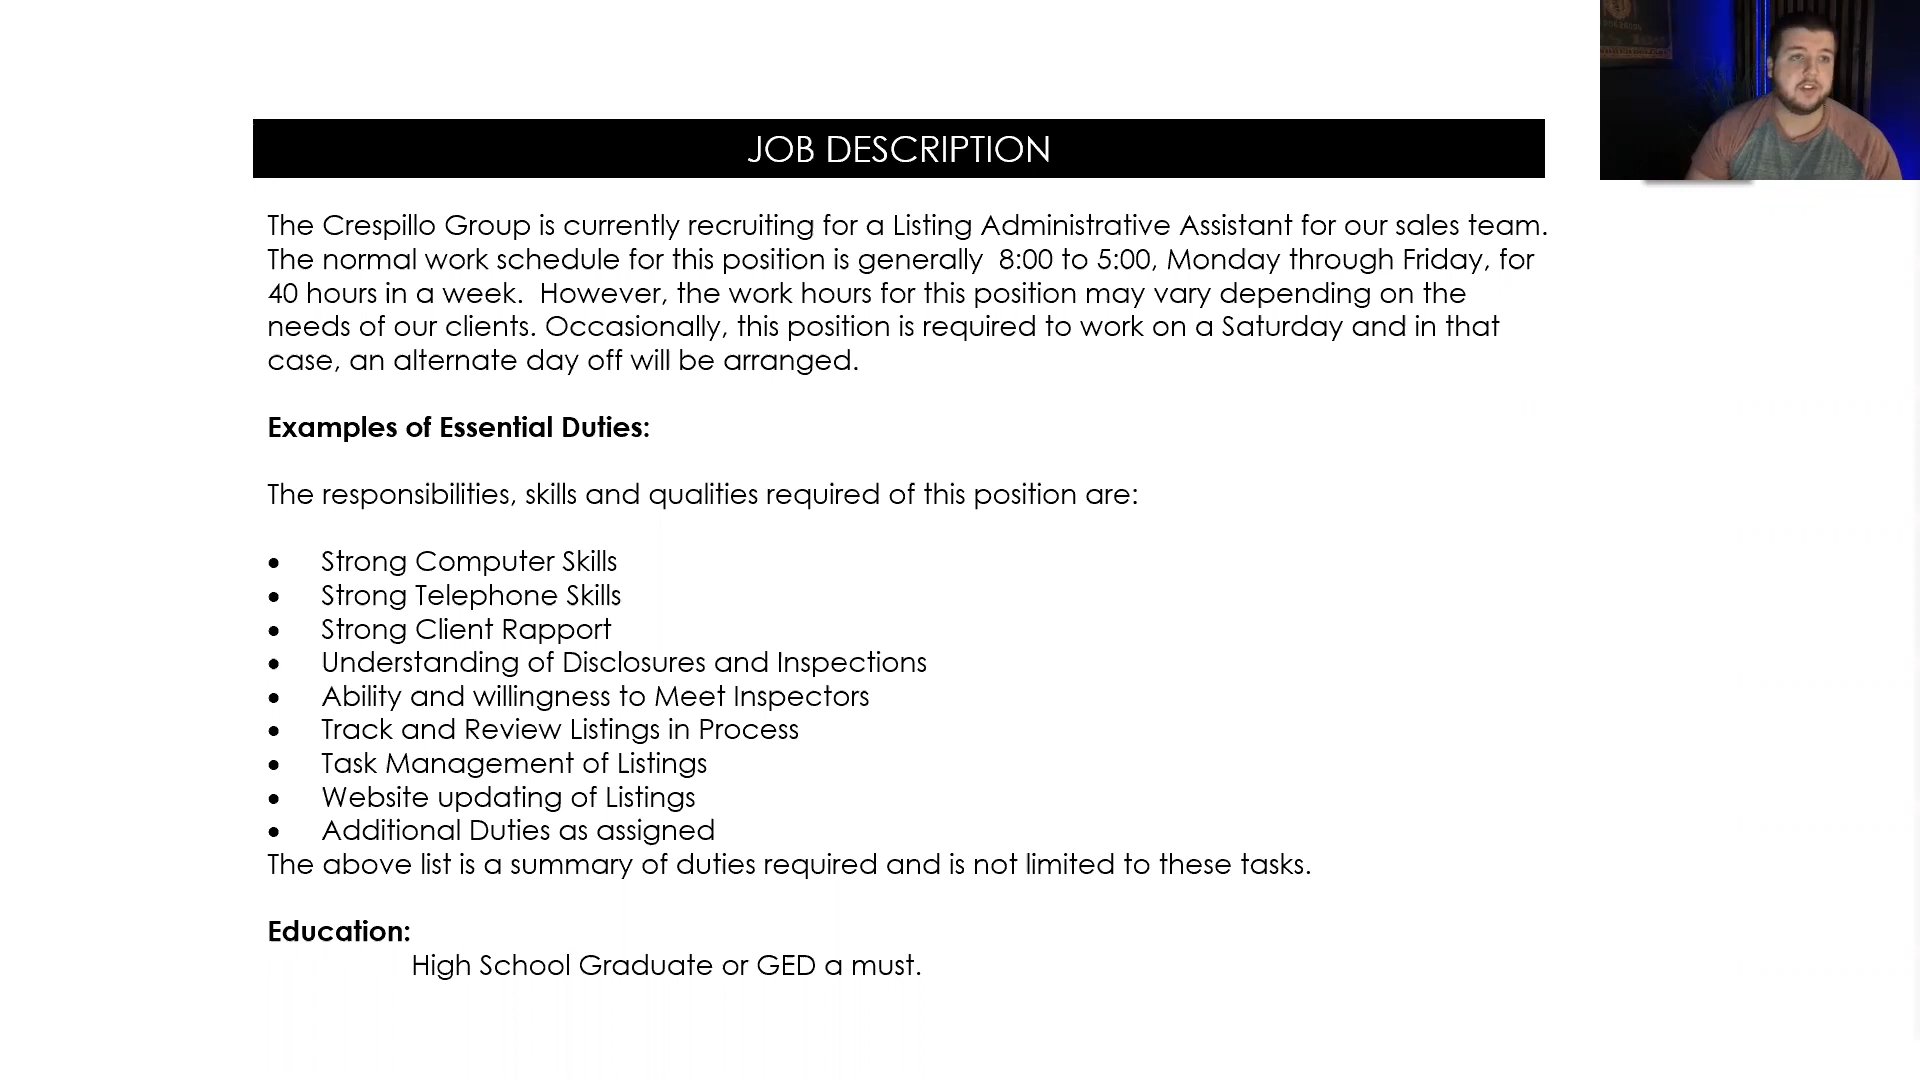 JOB DESCRIPTION
The Crespillo Group is currently recruiting for a Listing Administrative Assistant for our sales team.
The normal work schedule for this position is generally  8:00 to 5:00, Monday through Friday, for
40 hours in a week.  However, the work hours for this position may vary depending on the
needs of our clients. Occasionally, this position is required to work on a Saturday and in that
case, an alternate day off will be arranged.
Examples of Essential Duties:
The responsibilities, skills and qualities required of this position are:
• Strong Computer Skills
• Strong Telephone Skills
• Strong Client Rapport
• Understanding of Disclosures and Inspections
• Ability and willingness to Meet Inspectors
• Track and Review Listings in Process
• Task Management of Listings
• Website updating of Listings
• Additional Duties as assigned
The above list is a summary of duties required and is not limited to these tasks.
Education:
High School Graduate or GED a must.